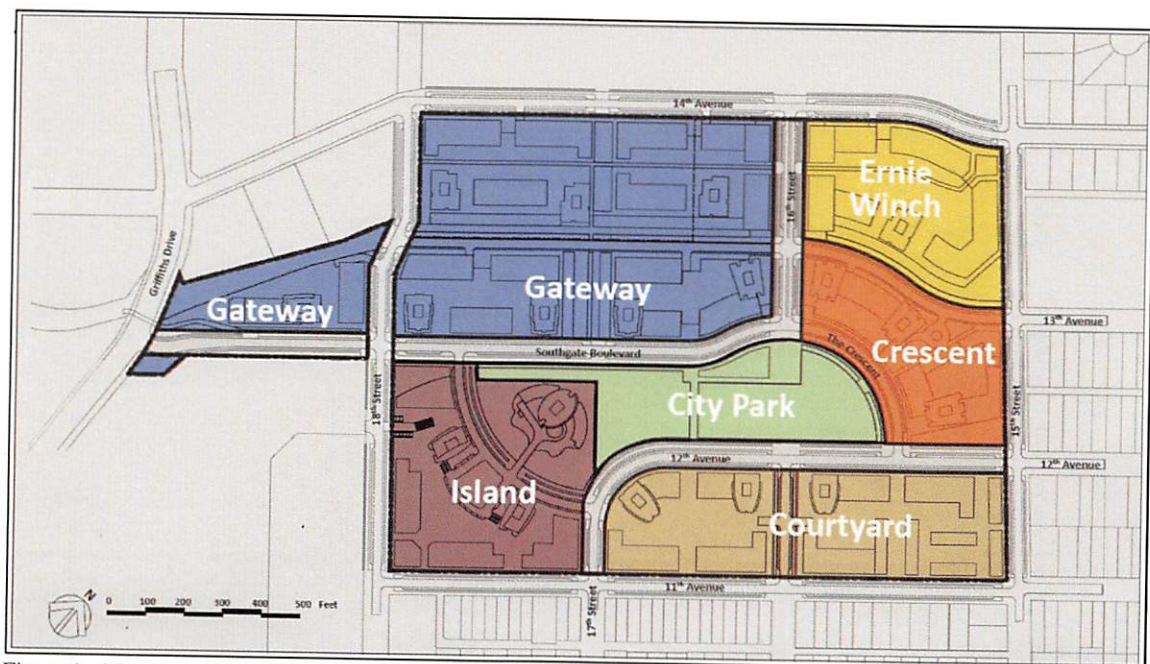 14th Avenue
Ernie
Winch
16th Street
Griffiths Drive
Gateway
Gateway
13th Avenue
Southgate Boulevard
The Crescent
Crescent
City Park
18th Street
15th Street
12th Avenue
12th Avenue
Island
Courtyard
11th Avenue
17th Street
N
0 100 200 300 400 500 Feet